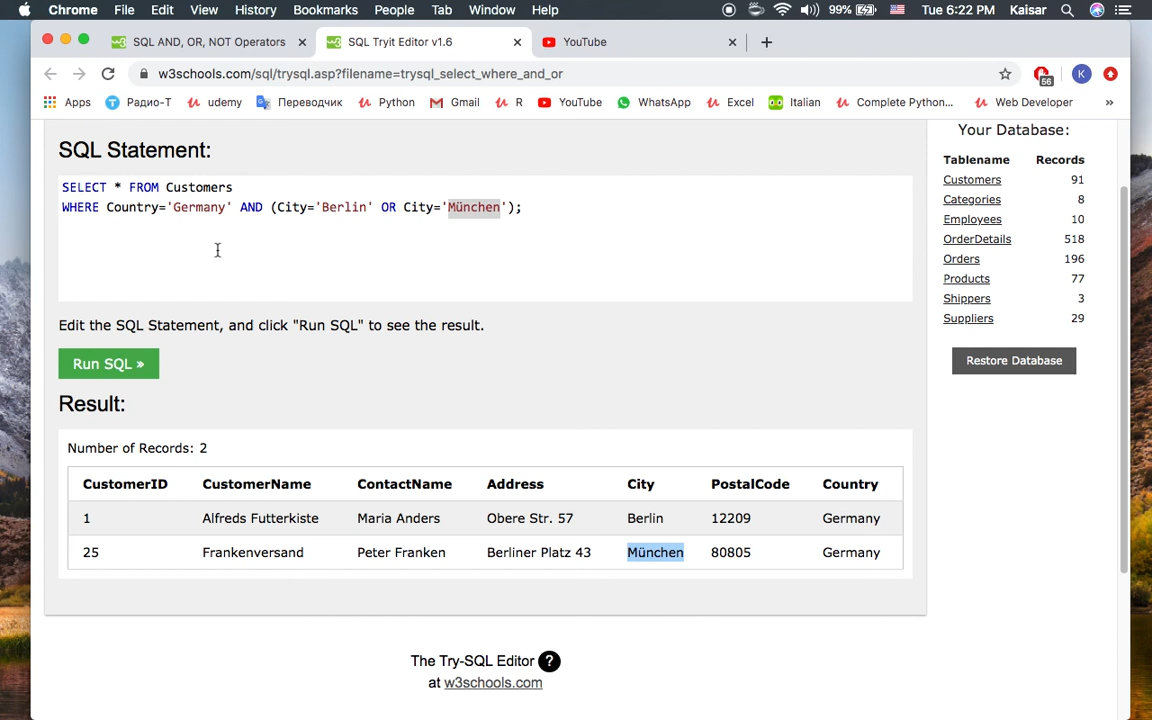 Chrome File Edit View History Bookmarks People Tab Window Help 99% Tue 6:22 PM Kaisar
SQL AND, OR, NOT Operators SQL Tryit Editor v1.6 YouTube
w3schools.com/sql/trysql.asp?filename=trysql_select_where_and_or 56 K
Apps Радио-Т udemy Переводчик Python Gmail R YouTube WhatsApp Excel Italian Complete Python... Web Developer »
SQL Statement:
SELECT * FROM Customers
WHERE Country='Germany' AND (City='Berlin' OR City='München');
Edit the SQL Statement, and click "Run SQL" to see the result.
Run SQL »
Result:
Number of Records: 2
CustomerID CustomerName ContactName Address City PostalCode Country
1 Alfreds Futterkiste Maria Anders Obere Str. 57 Berlin 12209 Germany
25 Frankenversand Peter Franken Berliner Platz 43 München 80805 Germany
The Try-SQL Editor ?
at w3schools.com
Your Database:
Tablename Records
Customers 91
Categories 8
Employees 10
OrderDetails 518
Orders 196
Products 77
Shippers 3
Suppliers 29
Restore Database